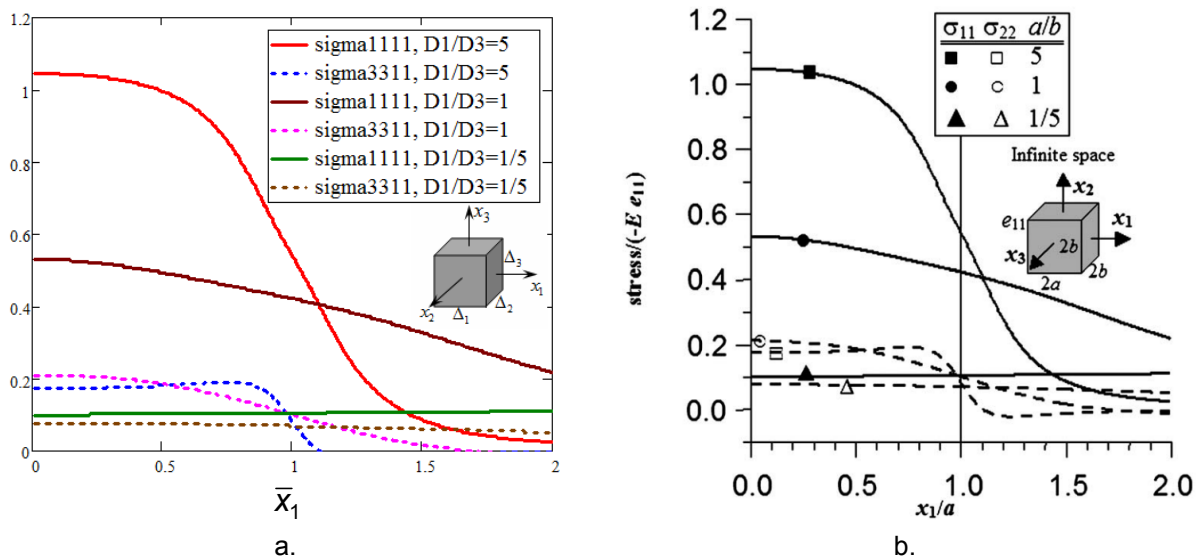 1.2
1
0.8
0.6
0.4
0.2
0
0
0.5
1
1.5
2
x̅₁
sigma1111, D1/D3=5
sigma3311, D1/D3=5
sigma1111, D1/D3=1
sigma3311, D1/D3=1
sigma1111, D1/D3=1/5
sigma3311, D1/D3=1/5
x₃
Δ₃
x₁
x₂
Δ₁
Δ₂
a.
stress/(-E e₁₁)
1.2
1.0
0.8
0.6
0.4
0.2
0.0
0.0
0.5
1.0
1.5
2.0
x₁/a
σ₁₁ σ₂₂ a/b
5
1
1/5
Infinite space
x₂
e₁₁
x₁
x₃
2b
2a
2b
b.